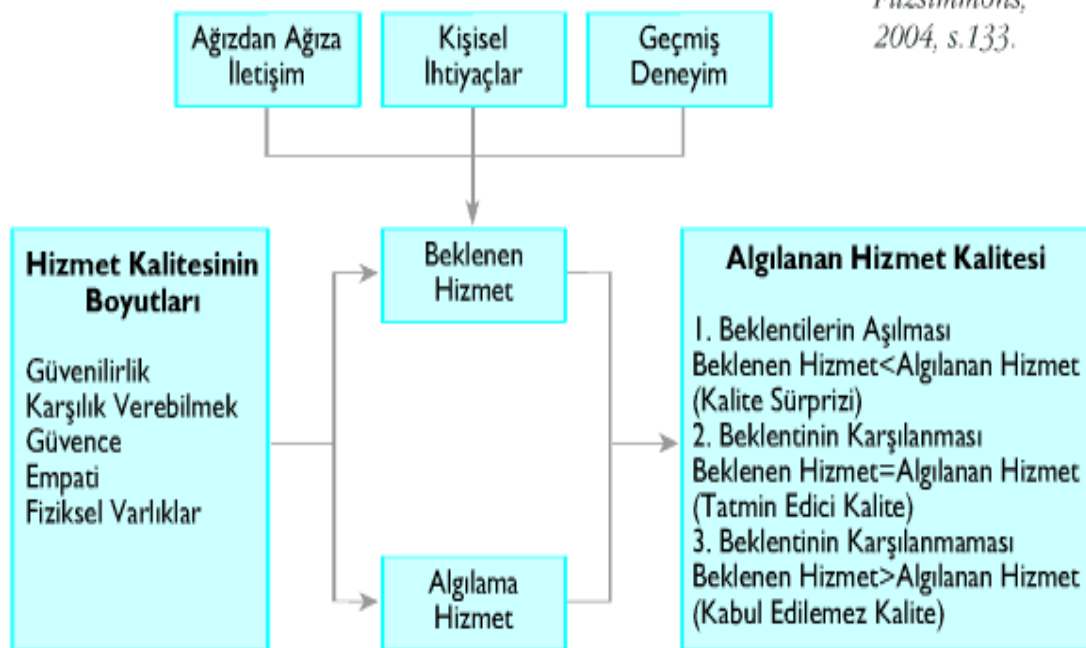 2004, s.133.
Ağızdan Ağıza
İletişim
Kişisel
İhtiyaçlar
Geçmiş
Deneyim
Hizmet Kalitesinin
Boyutları
Güvenilirlik
Karşılık Verebilmek
Güvence
Empati
Fiziksel Varlıklar
Beklenen
Hizmet
Algılama
Hizmet
Algılanan Hizmet Kalitesi
1. Beklentilerin Aşılması
Beklenen Hizmet<Algılanan Hizmet
(Kalite Sürprizi)
2. Beklentinin Karşılanması
Beklenen Hizmet=Algılanan Hizmet
(Tatmin Edici Kalite)
3. Beklentinin Karşılanmaması
Beklenen Hizmet>Algılanan Hizmet
(Kabul Edilemez Kalite)